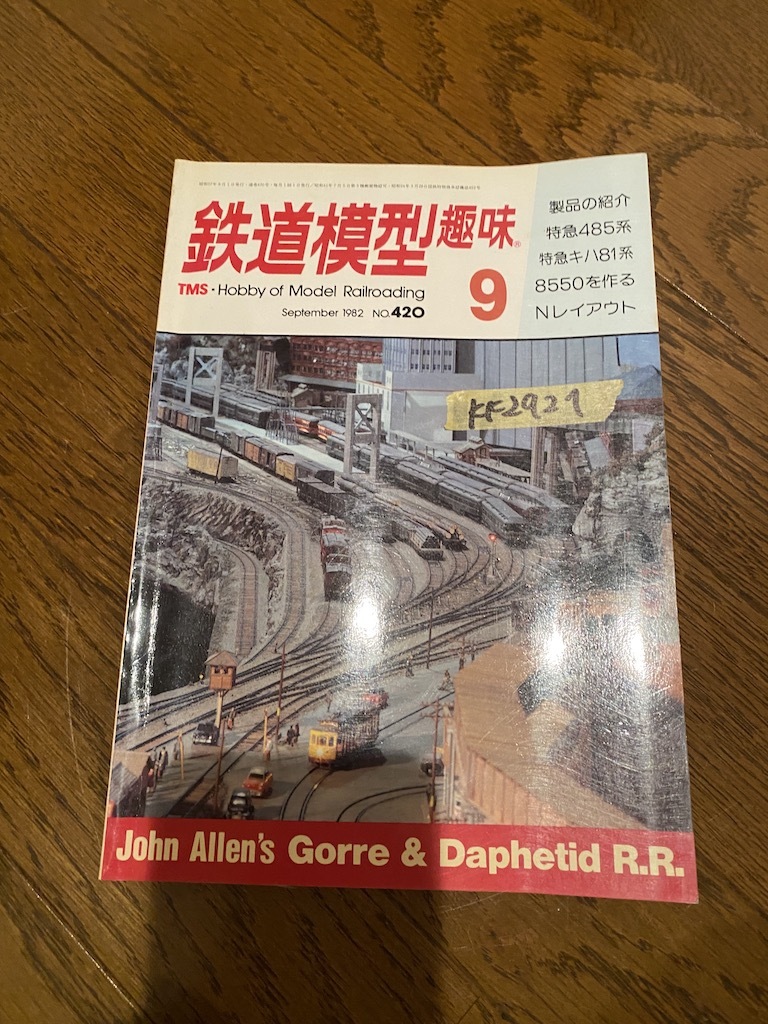 鉄道模型趣味®
TMS・Hobby of Model Railroading
September 1982 NO.420
9
製品の紹介
特急485系
特急キハ81系
8550を作る
Nレイアウト
KF2927
John Allen's Gorre & Daphetid R.R.